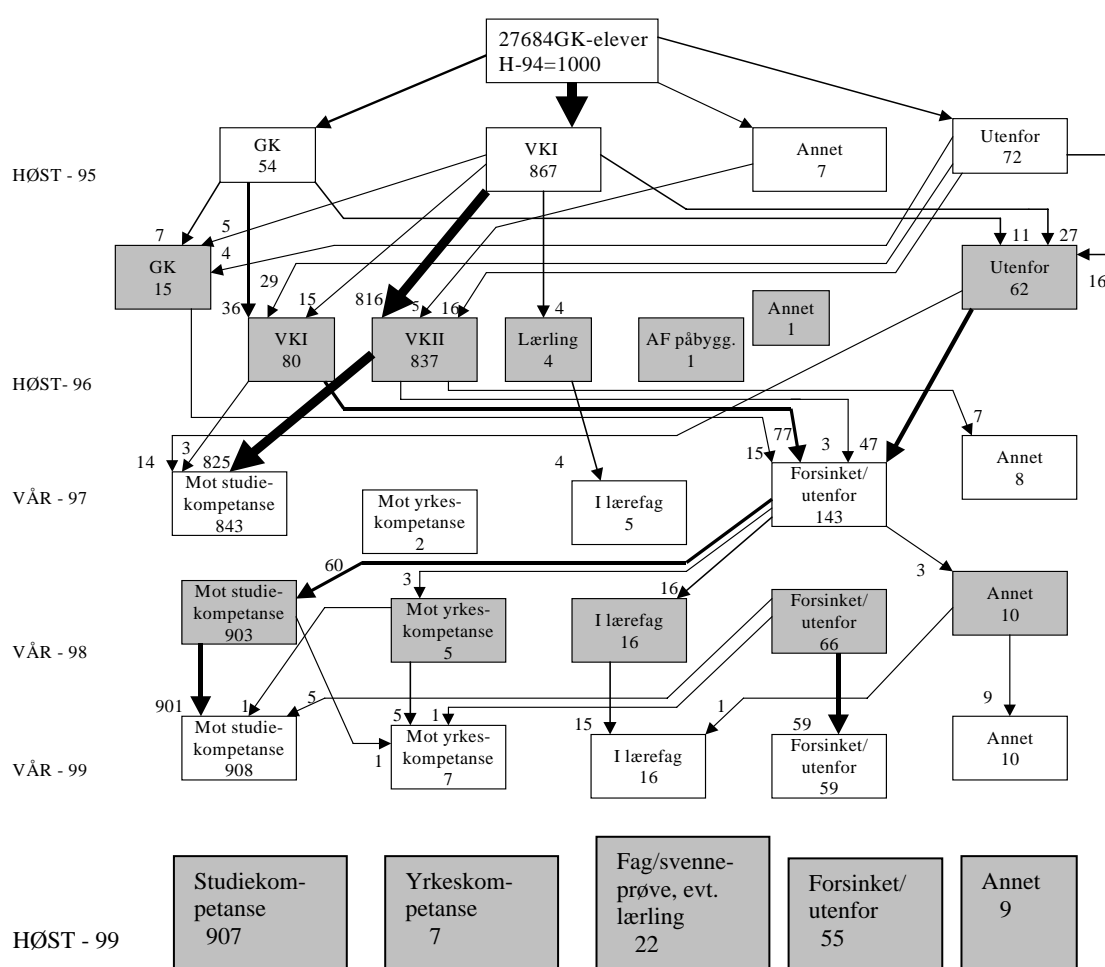 27684GK-elever
H-94=1000
HØST - 95
GK
54
VKI
867
Annet
7
Utenfor
72
7
5
4
11
27
16
GK
15
Utenfor
62
36
29
15
816
5
16
4
Annet
1
VKI
80
VKII
837
Lærling
4
AF påbygg.
1
HØST- 96
14
3
825
4
15
77
3
47
7
VÅR - 97
Mot studie-
kompetanse
843
Mot yrkes-
kompetanse
2
I lærefag
5
Forsinket/
utenfor
143
Annet
8
60
3
16
3
VÅR - 98
Mot studie-
kompetanse
903
Mot yrkes-
kompetanse
5
I lærefag
16
Forsinket/
utenfor
66
Annet
10
901
1
5
1
5
1
15
1
59
9
VÅR - 99
Mot studie-
kompetanse
908
Mot yrkes-
kompetanse
7
I lærefag
16
Forsinket/
utenfor
59
Annet
10
HØST - 99
Studiekom-
petanse
907
Yrkeskom-
petanse
7
Fag/svenne-
prøve, evt.
lærling
22
Forsinket/
utenfor
55
Annet
9